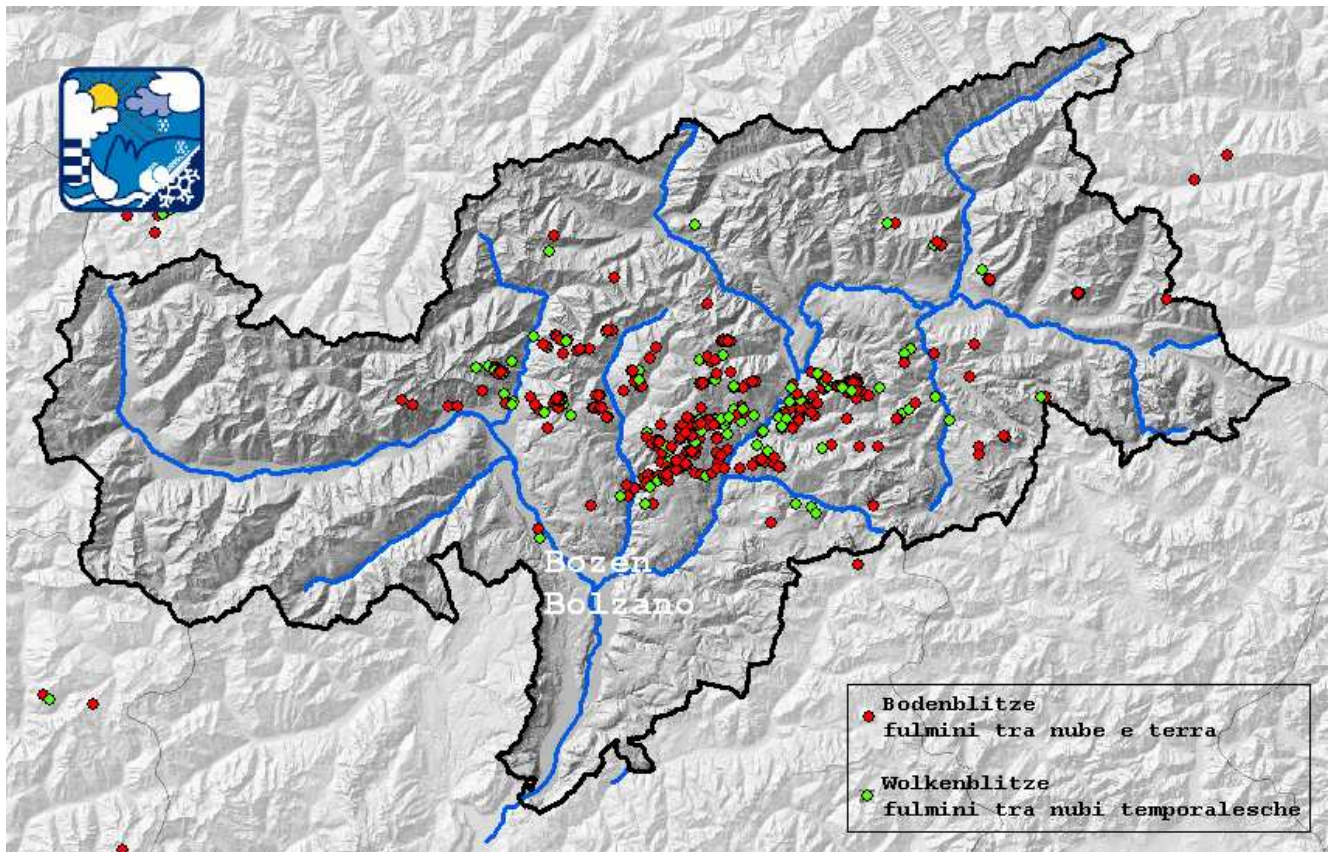 Bozen
Bolzano
Bodenblitze
fulmini tra nube e terra
Wolkenblitze
fulmini tra nubi temporalesche